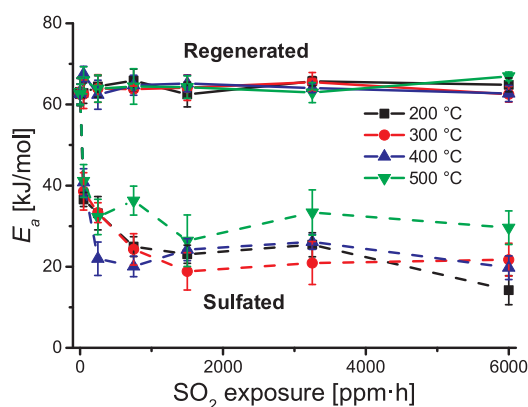 80
Regenerated
60
200 °C
300 °C
400 °C
500 °C
40
20
Sulfated
0
0
2000
4000
6000
Eₐ [kJ/mol]
SO₂ exposure [ppm·h]